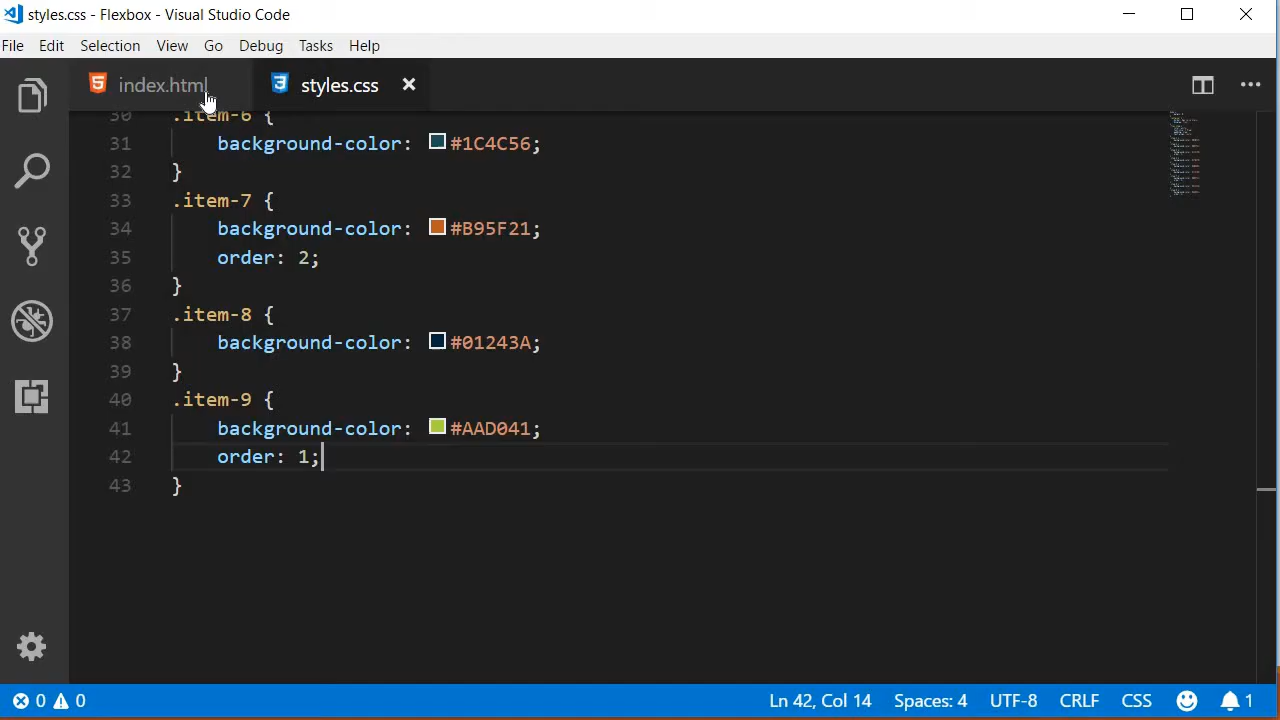 styles.css - Flexbox - Visual Studio Code
File Edit Selection View Go Debug Tasks Help
index.html styles.css
30 .item-6 {
31 background-color: #1C4C56;
32 }
33 .item-7 {
34 background-color: #B95F21;
35 order: 2;
36 }
37 .item-8 {
38 background-color: #01243A;
39 }
40 .item-9 {
41 background-color: #AAD041;
42 order: 1;
43 }
0 0 Ln 42, Col 14 Spaces: 4 UTF-8 CRLF CSS 1